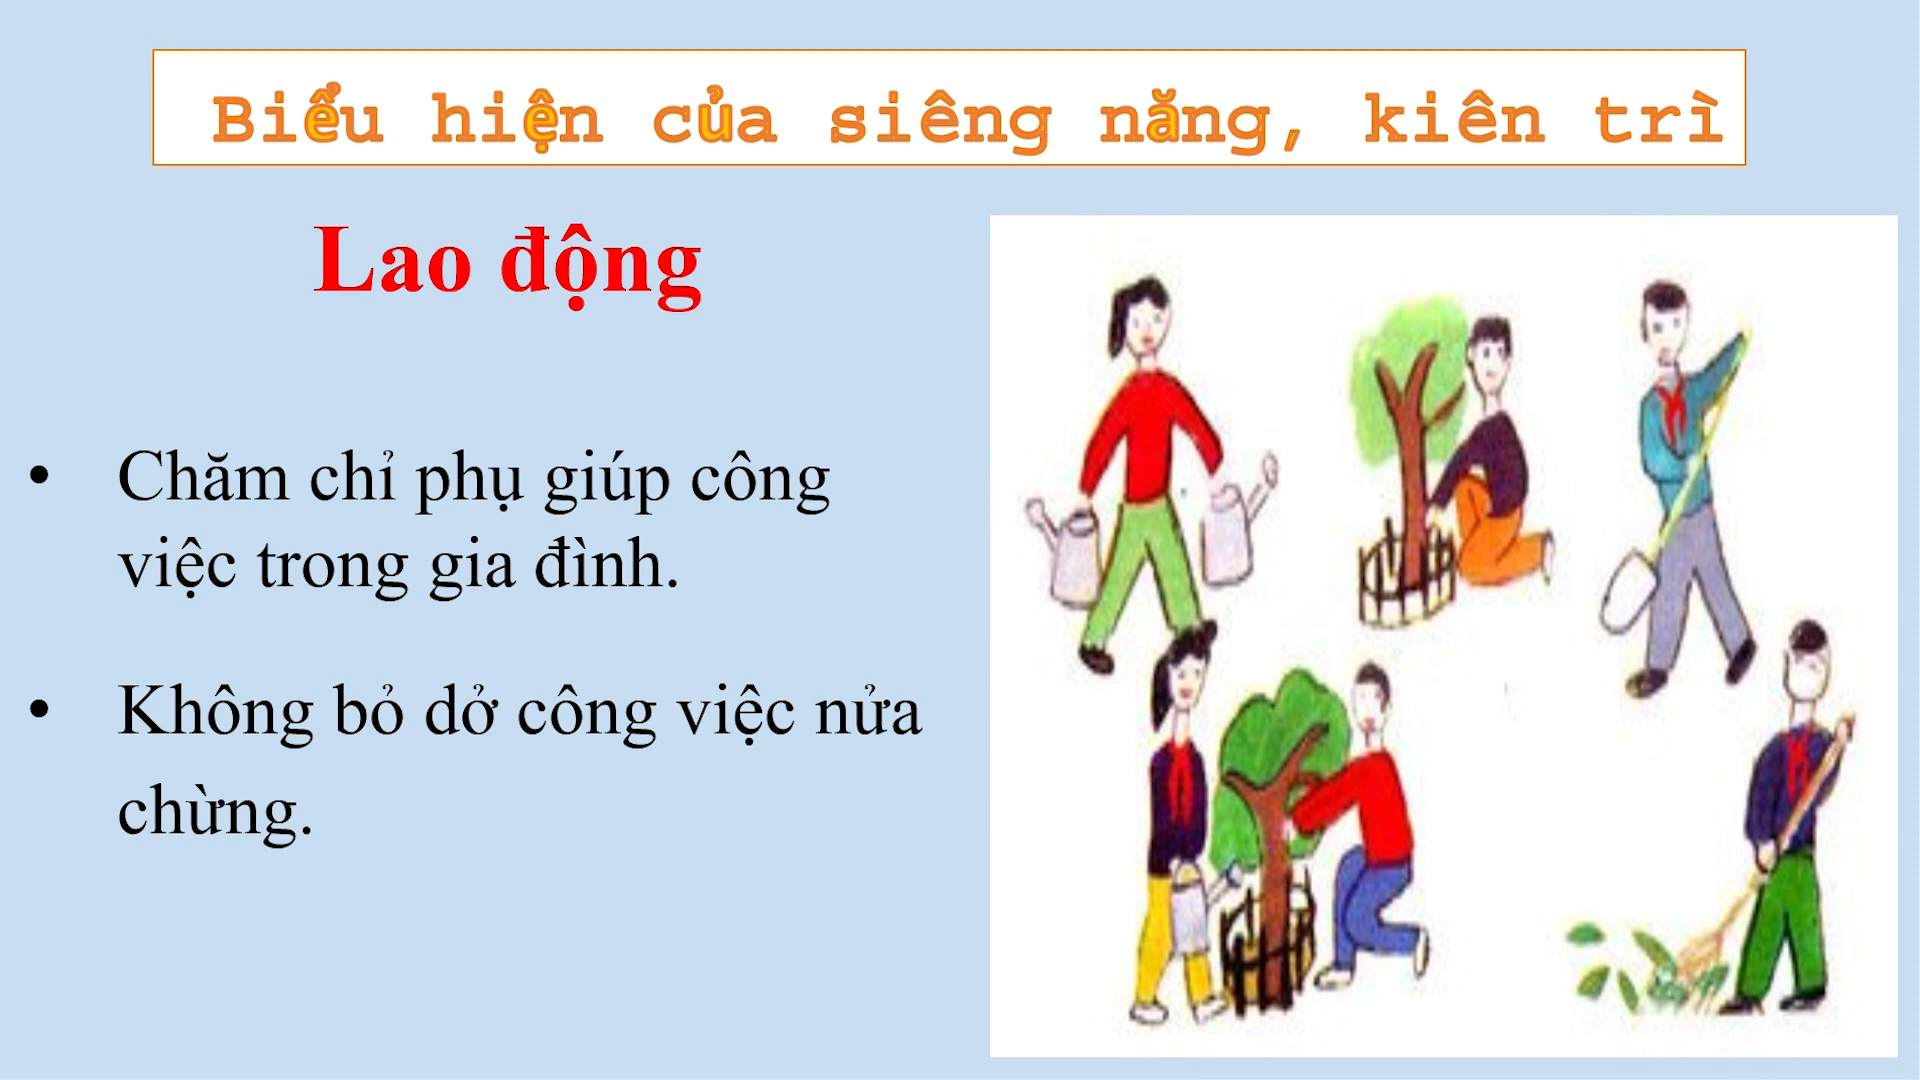 Biểu hiện của siêng năng, kiên trì
Lao động
• Chăm chỉ phụ giúp công
việc trong gia đình.
• Không bỏ dở công việc nửa
chừng.